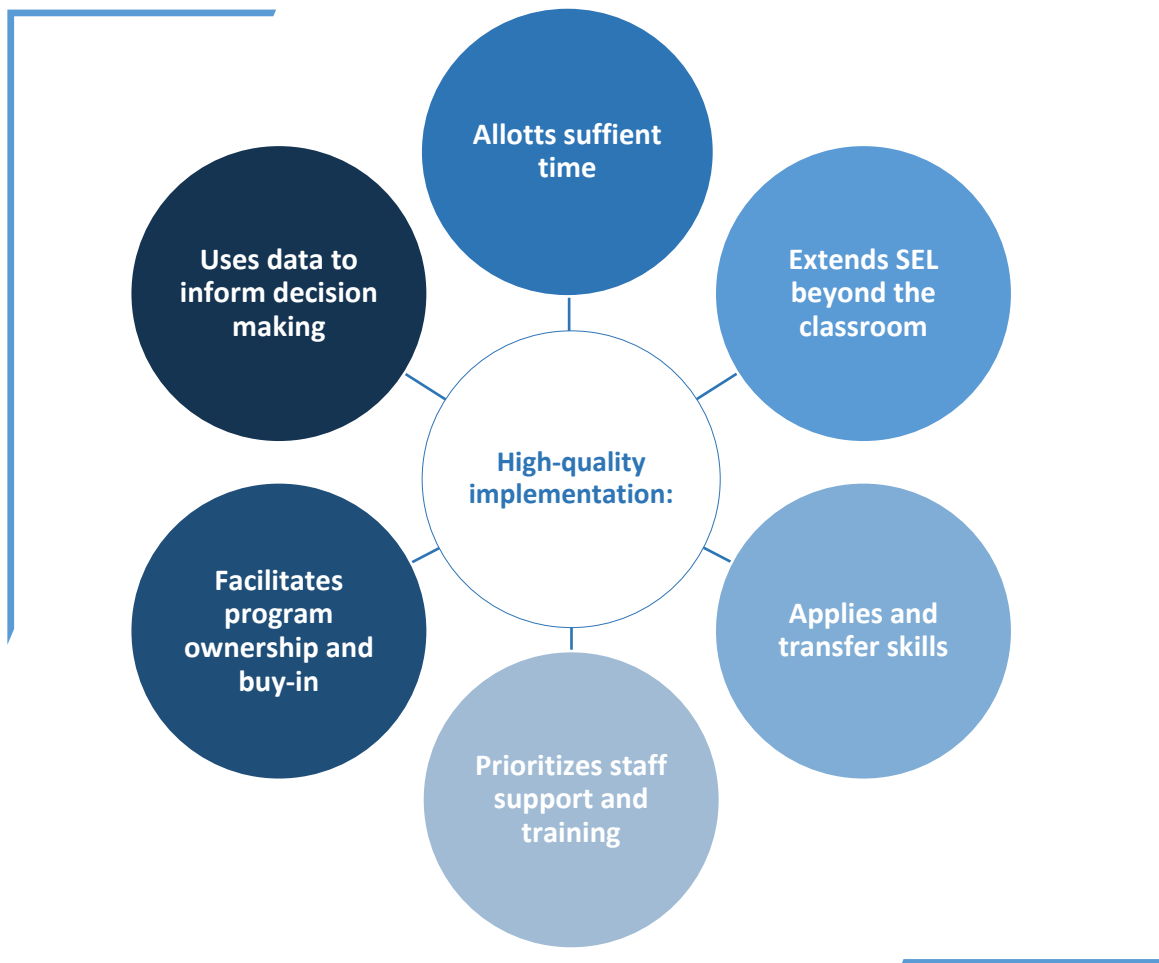 Allotts suffient
time
Extends SEL
beyond the
classroom
Applies and
transfer skills
Prioritizes staff
support and
training
Facilitates
program
ownership and
buy-in
Uses data to
inform decision
making
High-quality
implementation: